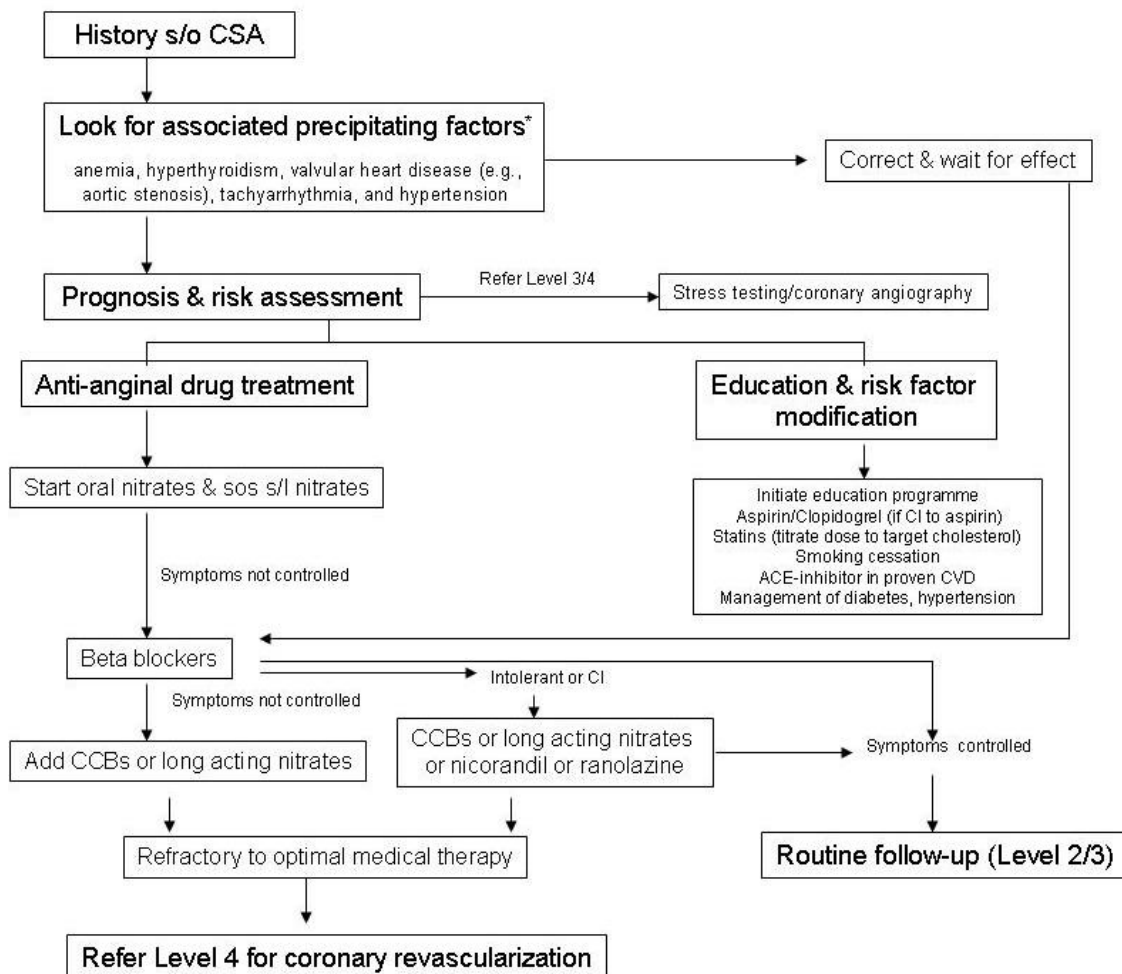 History s/o CSA
Look for associated precipitating factors*
anemia, hyperthyroidism, valvular heart disease (e.g.,
aortic stenosis), tachyarrhythmia, and hypertension
Correct & wait for effect
Prognosis & risk assessment
Refer Level 3/4
Stress testing/coronary angiography
Anti-anginal drug treatment
Education & risk factor
modification
Start oral nitrates & sos s/l nitrates
Initiate education programme
Aspirin/Clopidogrel (if CI to aspirin)
Statins (titrate dose to target cholesterol)
Smoking cessation
ACE-inhibitor in proven CVD
Management of diabetes, hypertension
Symptoms not controlled
Beta blockers
Intolerant or CI
Symptoms not controlled
Add CCBs or long acting nitrates
CCBs or long acting nitrates
or nicorandil or ranolazine
Symptoms controlled
Refractory to optimal medical therapy
Routine follow-up (Level 2/3)
Refer Level 4 for coronary revascularization